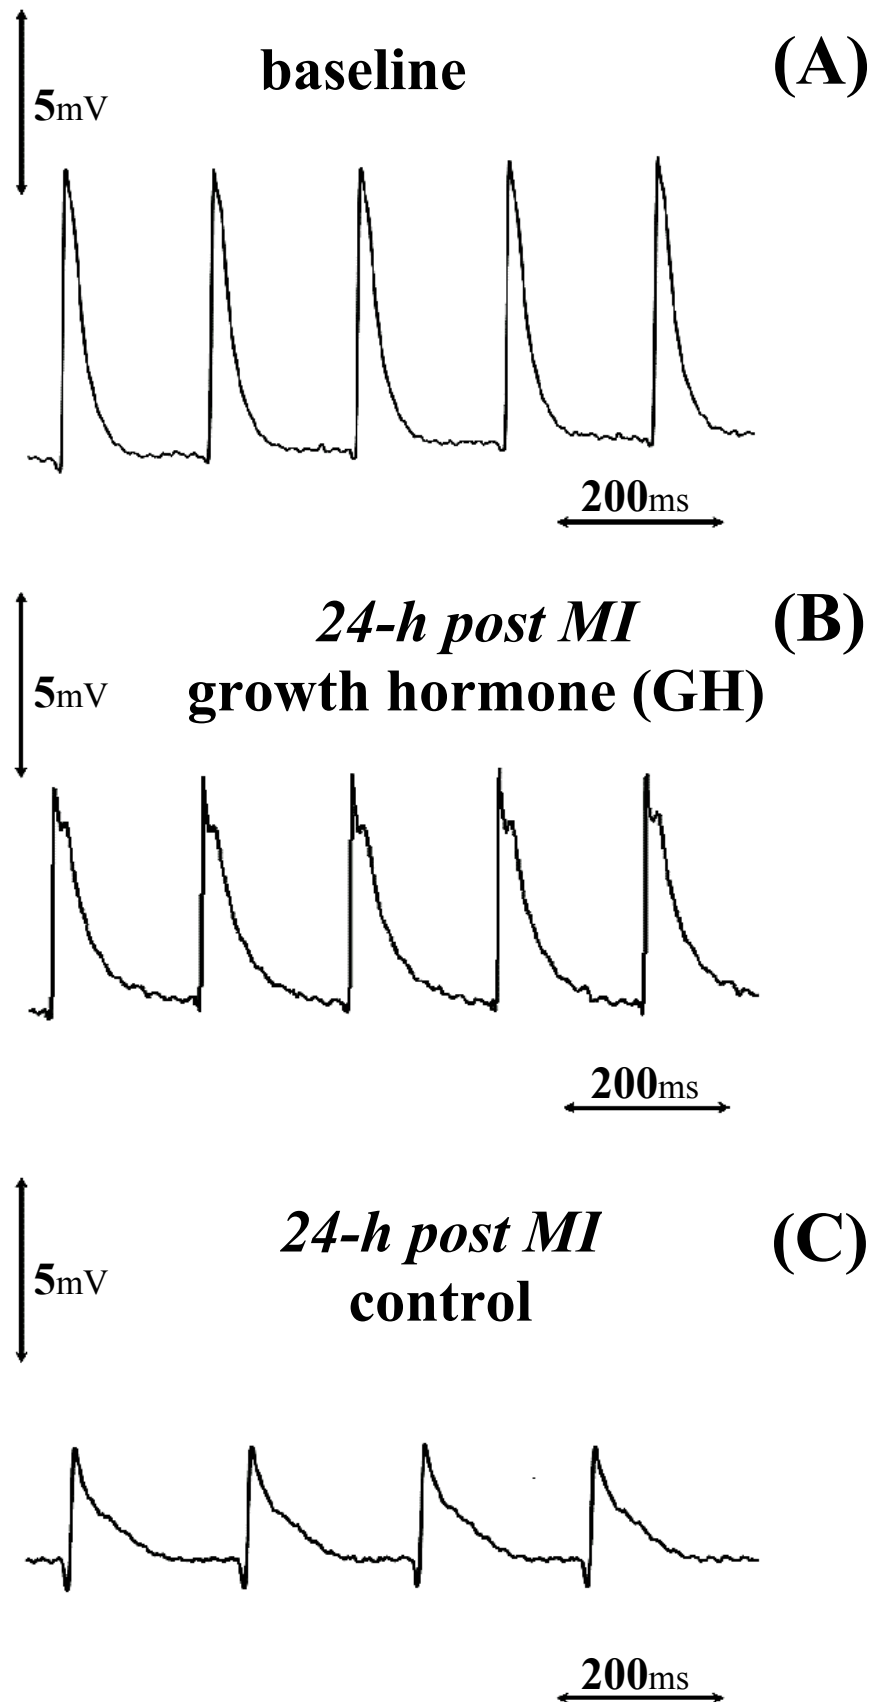 baseline
(A)
5mV
200ms
24-h post MI
(B)
growth hormone (GH)
5mV
200ms
24-h post MI
(C)
control
5mV
200ms